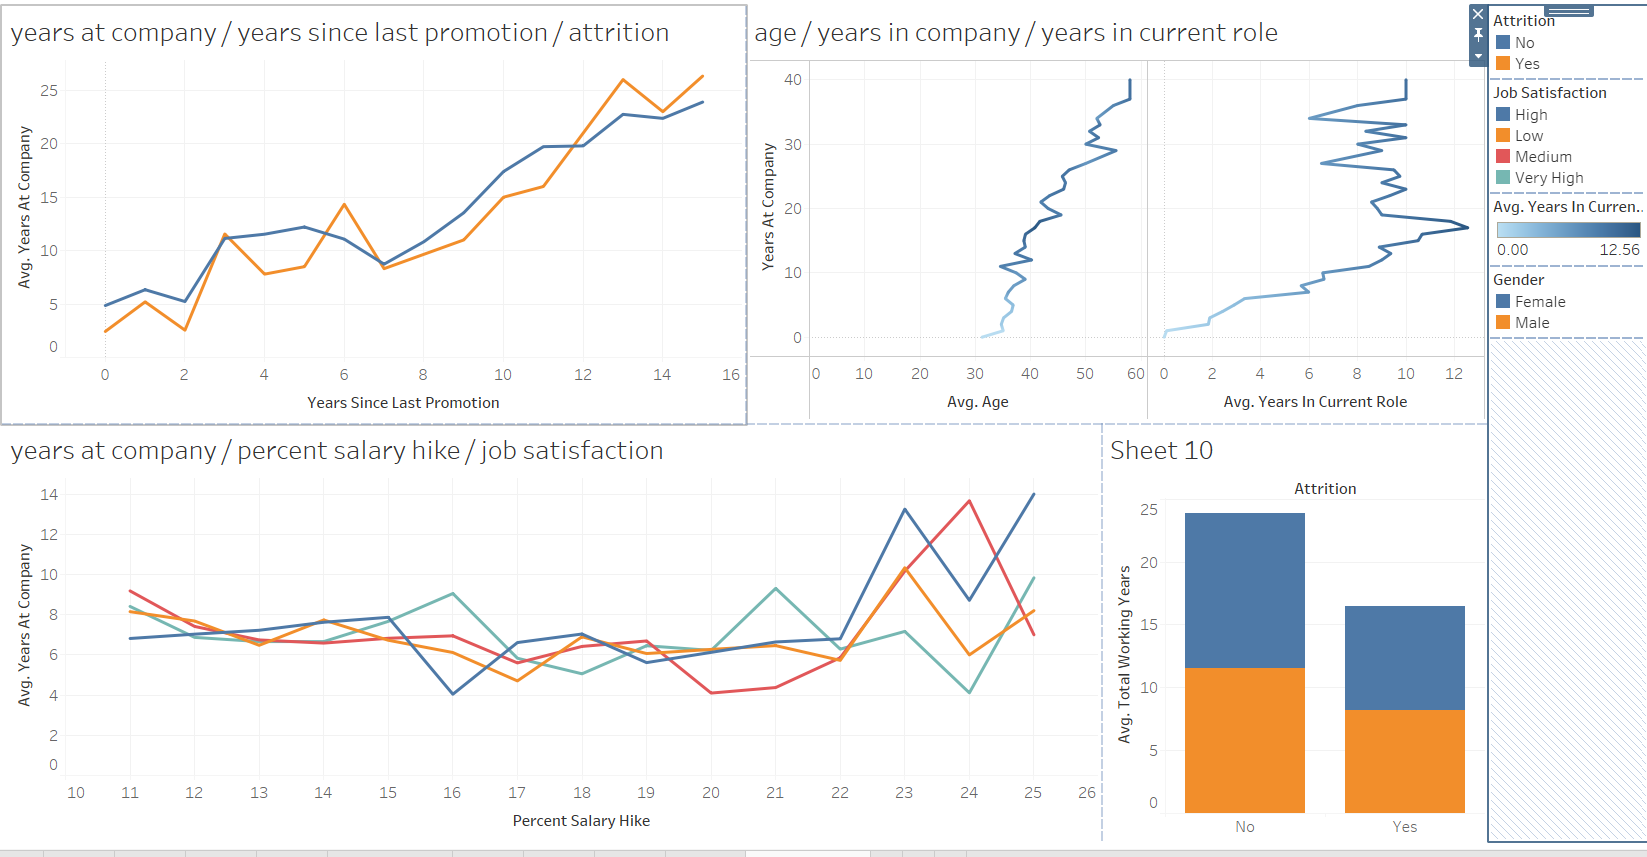 years at company / years since last promotion / attrition
Avg. Years At Company
25
20
15
10
5
0
0 2 4 6 8 10 12 14 16
Years Since Last Promotion
age / years in company / years in current role
Years At Company
40
30
20
10
0
0 10 20 30 40 50 60 0 2 4 6 8 10 12
Avg. Age Avg. Years In Current Role
Attrition
No
Yes
Job Satisfaction
High
Low
Medium
Very High
Avg. Years In Curren..
0.00 12.56
Gender
Female
Male
years at company / percent salary hike / job satisfaction
Avg. Years At Company
14
12
10
8
6
4
2
0
10 11 12 13 14 15 16 17 18 19 20 21 22 23 24 25 26
Percent Salary Hike
Sheet 10
Attrition
Avg. Total Working Years
25
20
15
10
5
0
No Yes